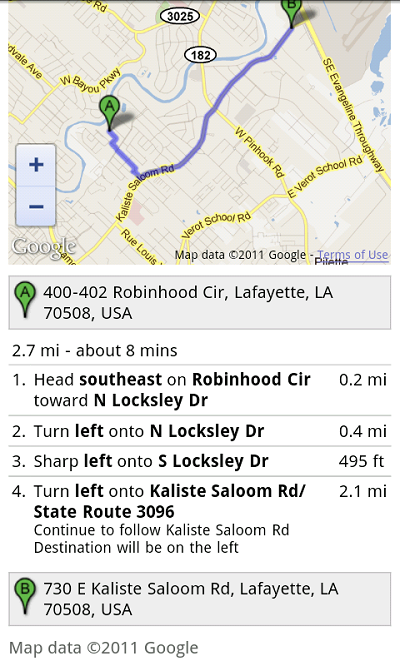 3025
B
182
dvale Ave
W Bayou Pkwy
SE Evangeline Throughway
A
W Pinhook Rd
Kaliste Saloom Rd
E Verot School Rd
+
Verot School Rd
−
Rue Louis
Google
Map data ©2011 Google - Terms of Use
Pilette
A
400-402 Robinhood Cir, Lafayette, LA
70508, USA
2.7 mi - about 8 mins
1. Head southeast on Robinhood Cir 0.2 mi
toward N Locksley Dr
2. Turn left onto N Locksley Dr 0.4 mi
3. Sharp left onto S Locksley Dr 495 ft
4. Turn left onto Kaliste Saloom Rd/ 2.1 mi
State Route 3096
Continue to follow Kaliste Saloom Rd
Destination will be on the left
B
730 E Kaliste Saloom Rd, Lafayette, LA
70508, USA
Map data ©2011 Google